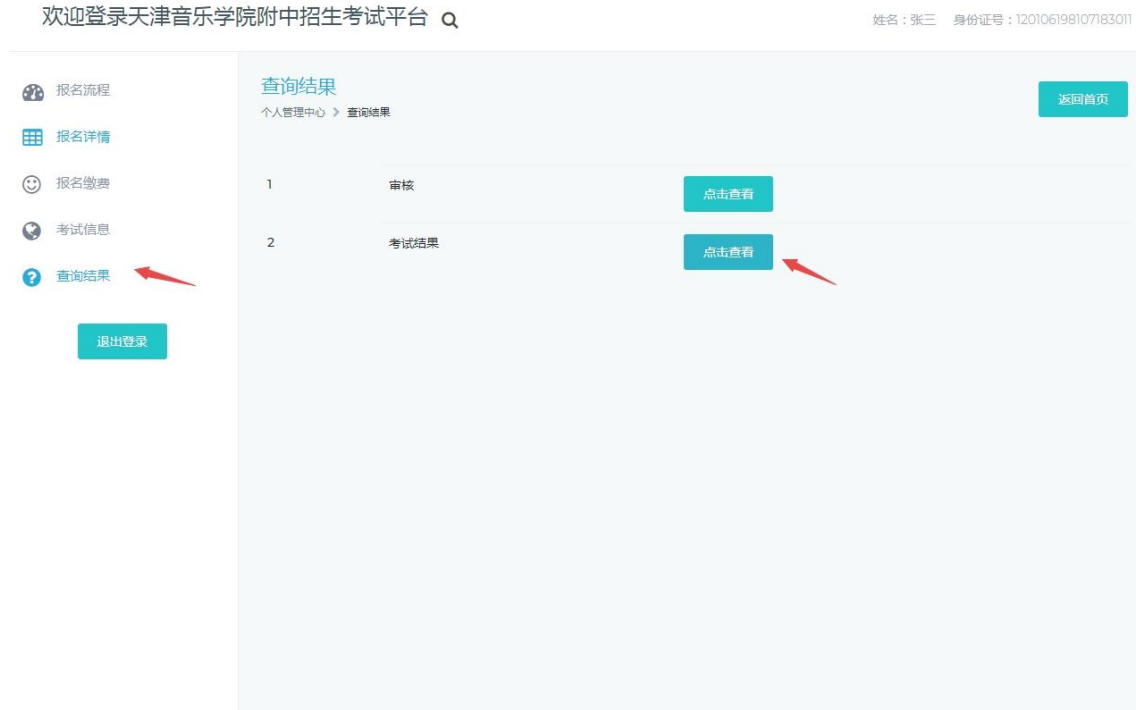 欢迎登录天津音乐学院附中招生考试平台
姓名：张三 身份证号：120106198107183011
报名流程
报名详情
报名缴费
考试信息
查询结果
退出登录
查询结果
个人管理中心 》 查询结果
返回首页
1 审核 点击查看
2 考试结果 点击查看